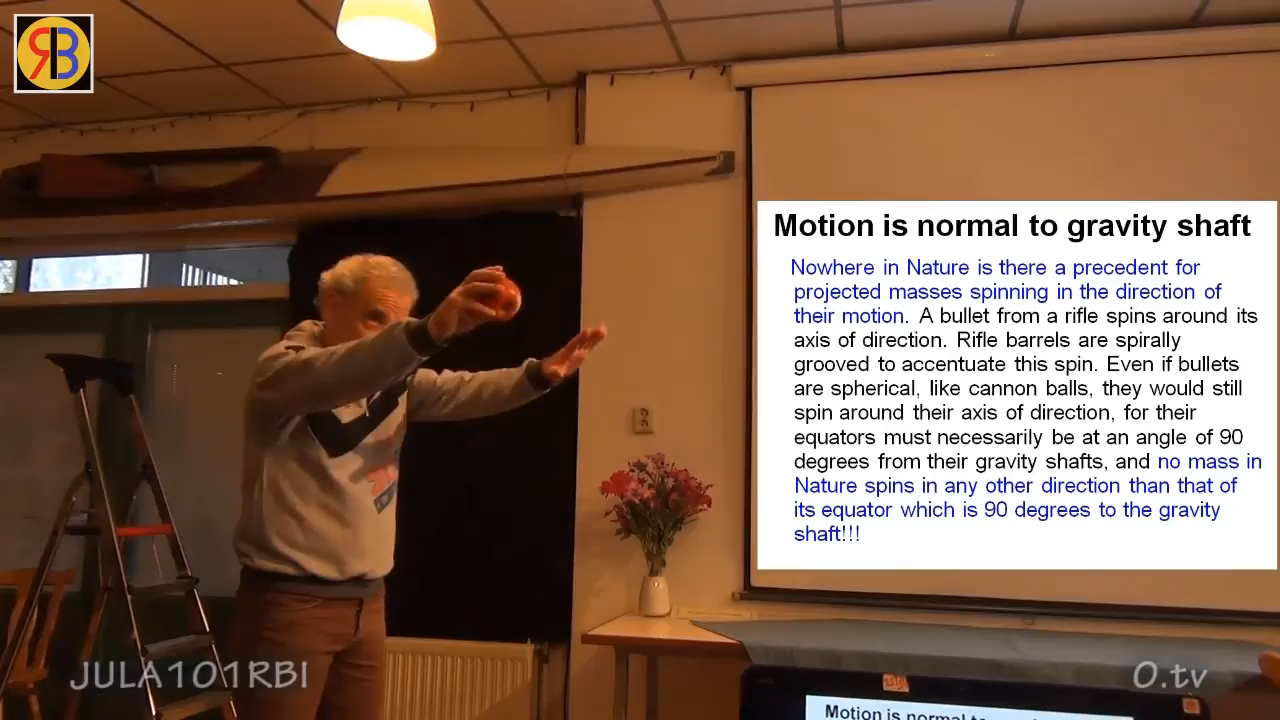 RB
Motion is normal to gravity shaft
Nowhere in Nature is there a precedent for
projected masses spinning in the direction of
their motion. A bullet from a rifle spins around its
axis of direction. Rifle barrels are spirally
grooved to accentuate this spin. Even if bullets
are spherical, like cannon balls, they would still
spin around their axis of direction, for their
equators must necessarily be at an angle of 90
degrees from their gravity shafts, and no mass in
Nature spins in any other direction than that of
its equator which is 90 degrees to the gravity
shaft!!!
JULA101RBI
O.tv
Motion is normal to